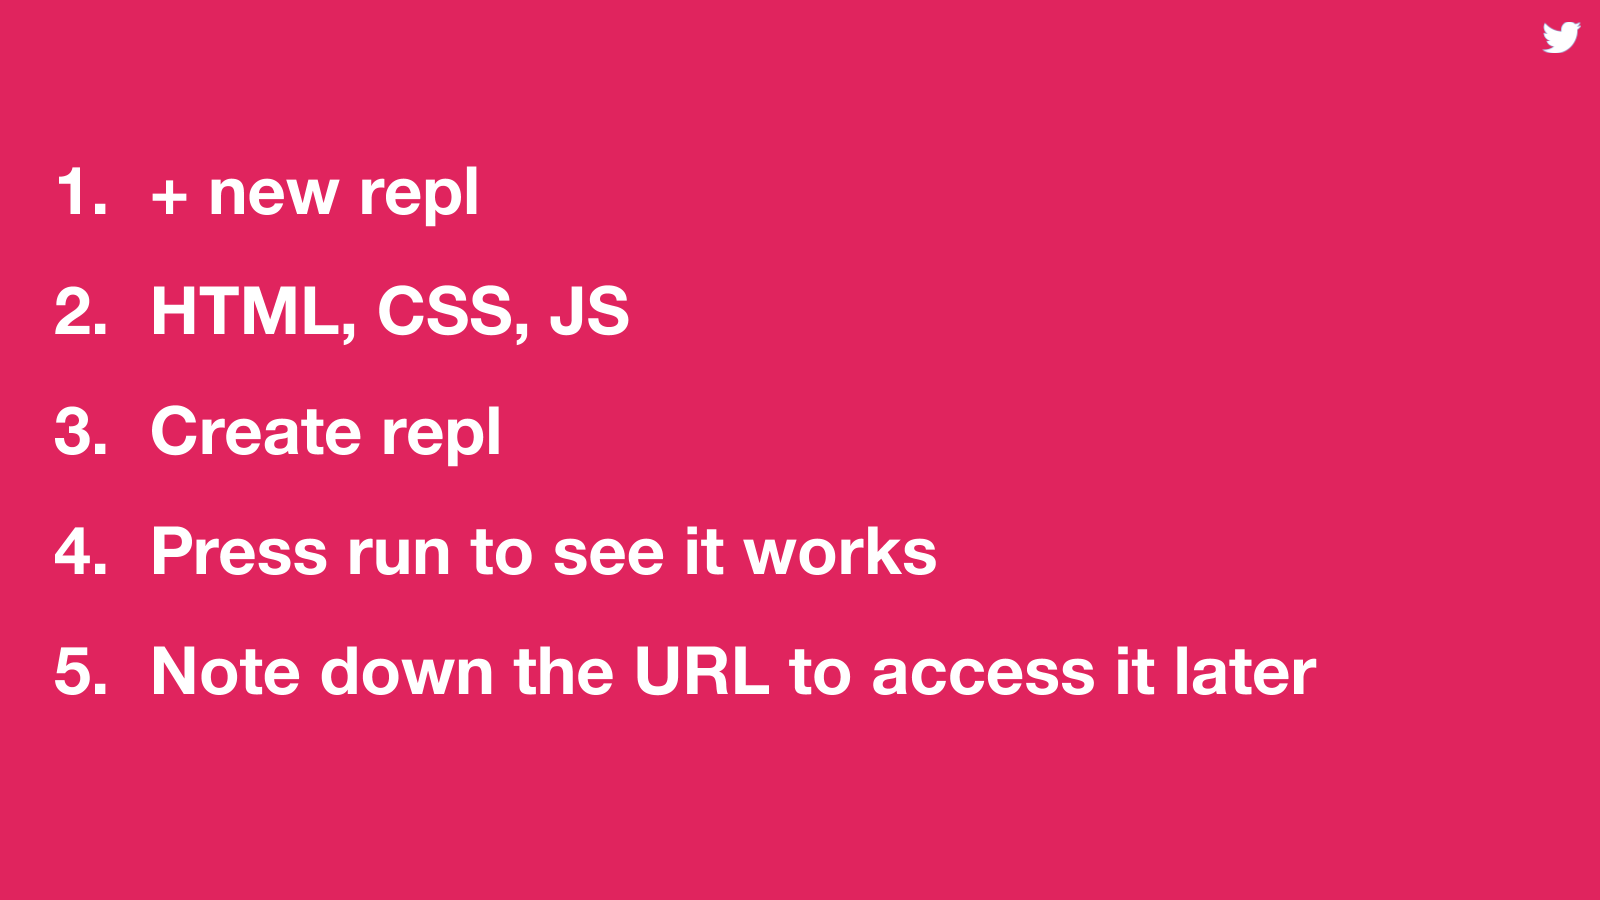 1. + new repl
2. HTML, CSS, JS
3. Create repl
4. Press run to see it works
5. Note down the URL to access it later